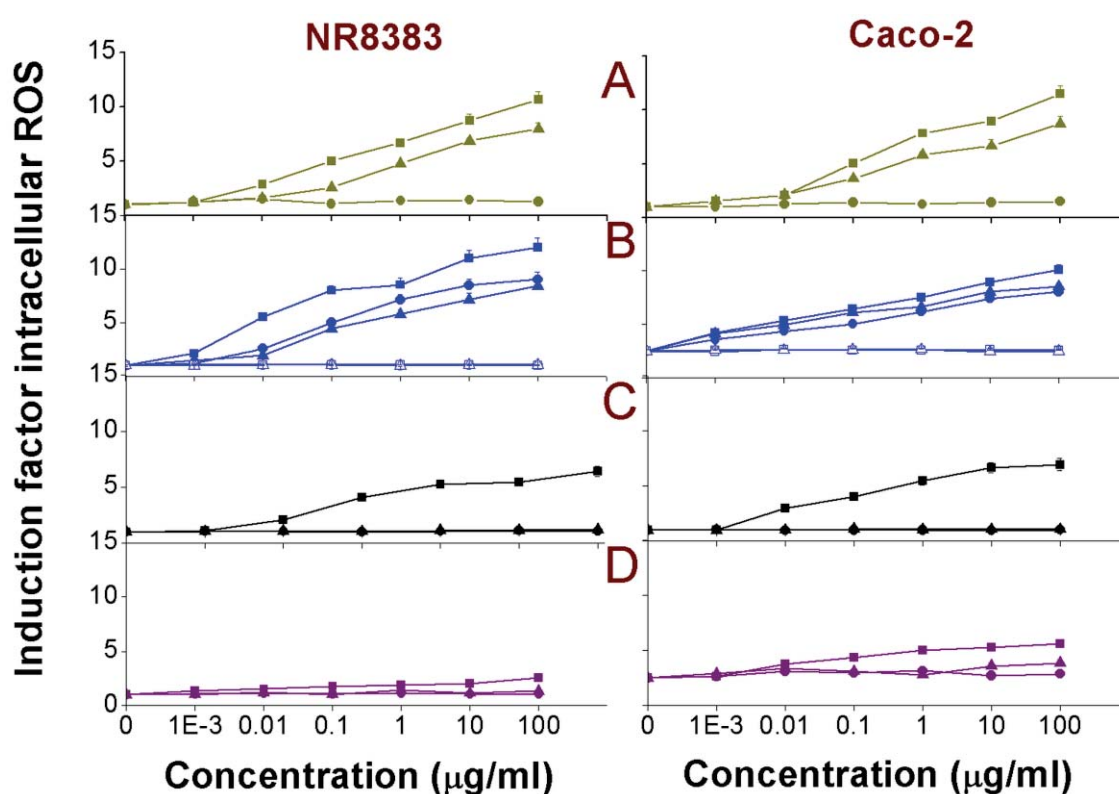 NR8383 Caco-2
Induction factor intracellular ROS
15 A
10
5
15 B
10
5
15 C
10
5
15 D
10
5
0
0 1E-3 0.01 0.1 1 10 100 0 1E-3 0.01 0.1 1 10 100
Concentration (μg/ml) Concentration (μg/ml)